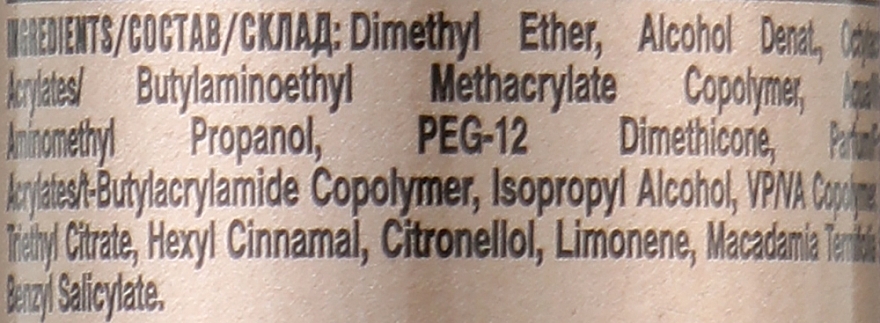 INGREDIENTS/СОСТАВ/СКЛАД: Dimethyl Ether, Alcohol Denat.,
Acrylates/ Butylaminoethyl Methacrylate Copolymer,
Aminomethyl Propanol, PEG-12 Dimethicone,
Acrylates/t-Butylacrylamide Copolymer, Isopropyl Alcohol, VP/VA Copolymer,
Triethyl Citrate, Hexyl Cinnamal, Citronellol, Limonene, Macadamia
Benzyl Salicylate.